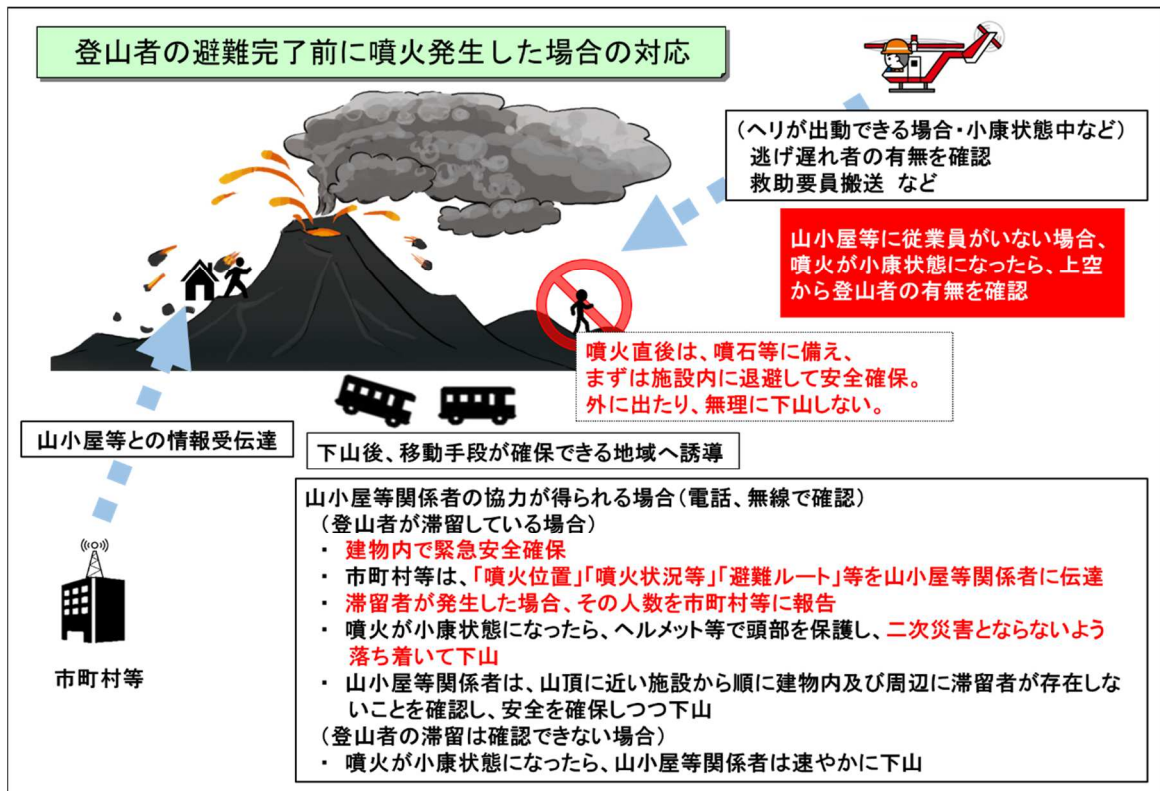 登山者の避難完了前に噴火発生した場合の対応
（ヘリが出動できる場合・小康状態中など）
逃げ遅れ者の有無を確認
救助要員搬送 など
山小屋等に従業員がいない場合、
噴火が小康状態になったら、上空
から登山者の有無を確認
噴火直後は、噴石等に備え、
まずは施設内に退避して安全確保。
外に出たり、無理に下山しない。
山小屋等との情報受伝達
下山後、移動手段が確保できる地域へ誘導
市町村等
山小屋等関係者の協力が得られる場合（電話、無線で確認）
（登山者が滞留している場合）
・ 建物内で緊急安全確保
・ 市町村等は、「噴火位置」「噴火状況等」「避難ルート」等を山小屋等関係者に伝達
・ 滞留者が発生した場合、その人数を市町村等に報告
・ 噴火が小康状態になったら、ヘルメット等で頭部を保護し、二次災害とならないよう
落ち着いて下山
・ 山小屋等関係者は、山頂に近い施設から順に建物内及び周辺に滞留者が存在しな
いことを確認し、安全を確保しつつ下山
（登山者の滞留は確認できない場合）
・ 噴火が小康状態になったら、山小屋等関係者は速やかに下山